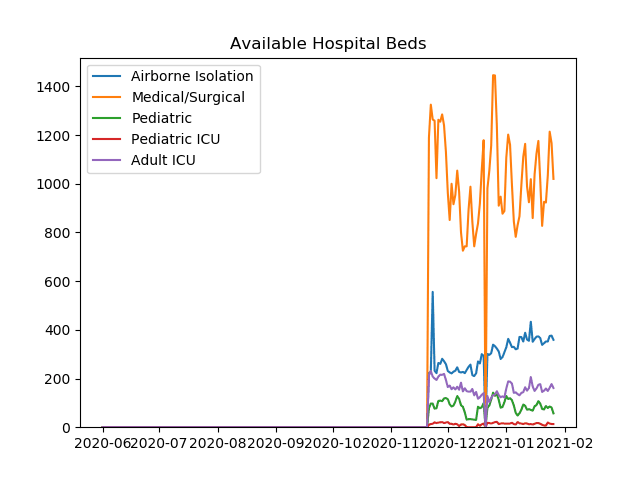 Available Hospital Beds
Airborne Isolation
Medical/Surgical
Pediatric
Pediatric ICU
Adult ICU
1400
1200
1000
800
600
400
200
0
2020-06 2020-07 2020-08 2020-09 2020-10 2020-11 2020-12 2021-01 2021-02